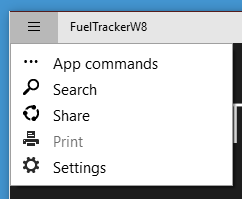 FuelTrackerW8
App commands
Search
Share
Print
Settings